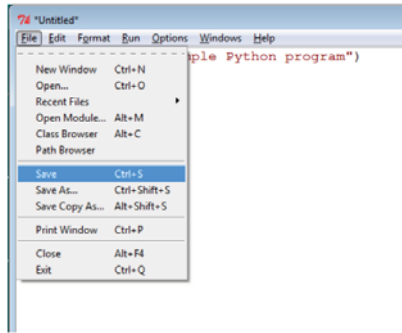 *Untitled*
File Edit Format Run Options Windows Help
ple Python program")
New Window Ctrl+N
Open... Ctrl+O
Recent Files
Open Module... Alt+M
Class Browser Alt+C
Path Browser
Save Ctrl+S
Save As... Ctrl+Shift+S
Save Copy As... Alt+Shift+S
Print Window Ctrl+P
Close Alt+F4
Exit Ctrl+Q